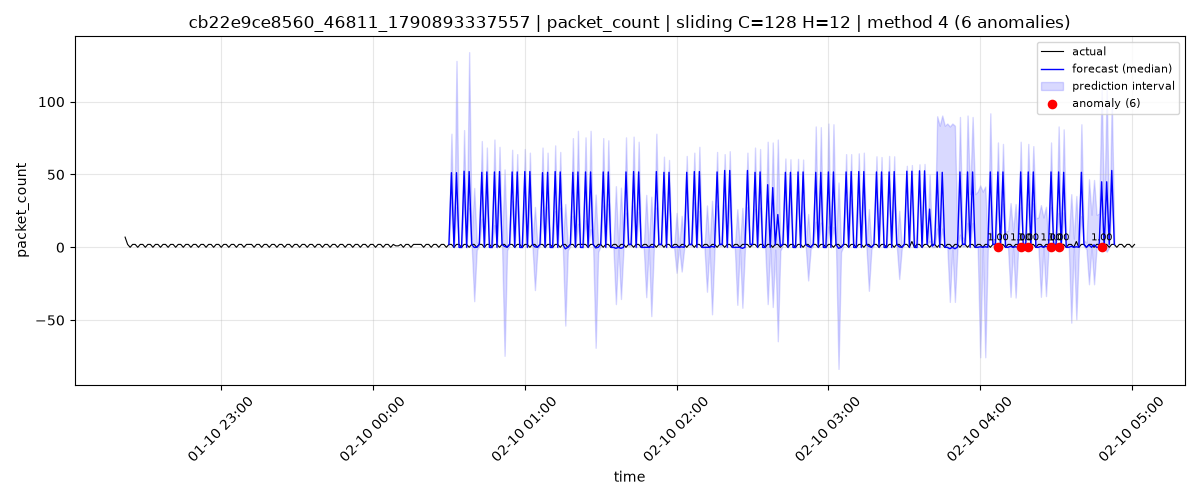 cb22e9ce8560_46811_1790893337557 | packet_count | sliding C=128 H=12 | method 4 (6 anomalies)
actual
forecast (median)
prediction interval
anomaly (6)
packet_count
100
50
0
−50
1.00
1.00
01-10 23:00
02-10 00:00
02-10 01:00
02-10 02:00
02-10 03:00
02-10 04:00
02-10 05:00
time